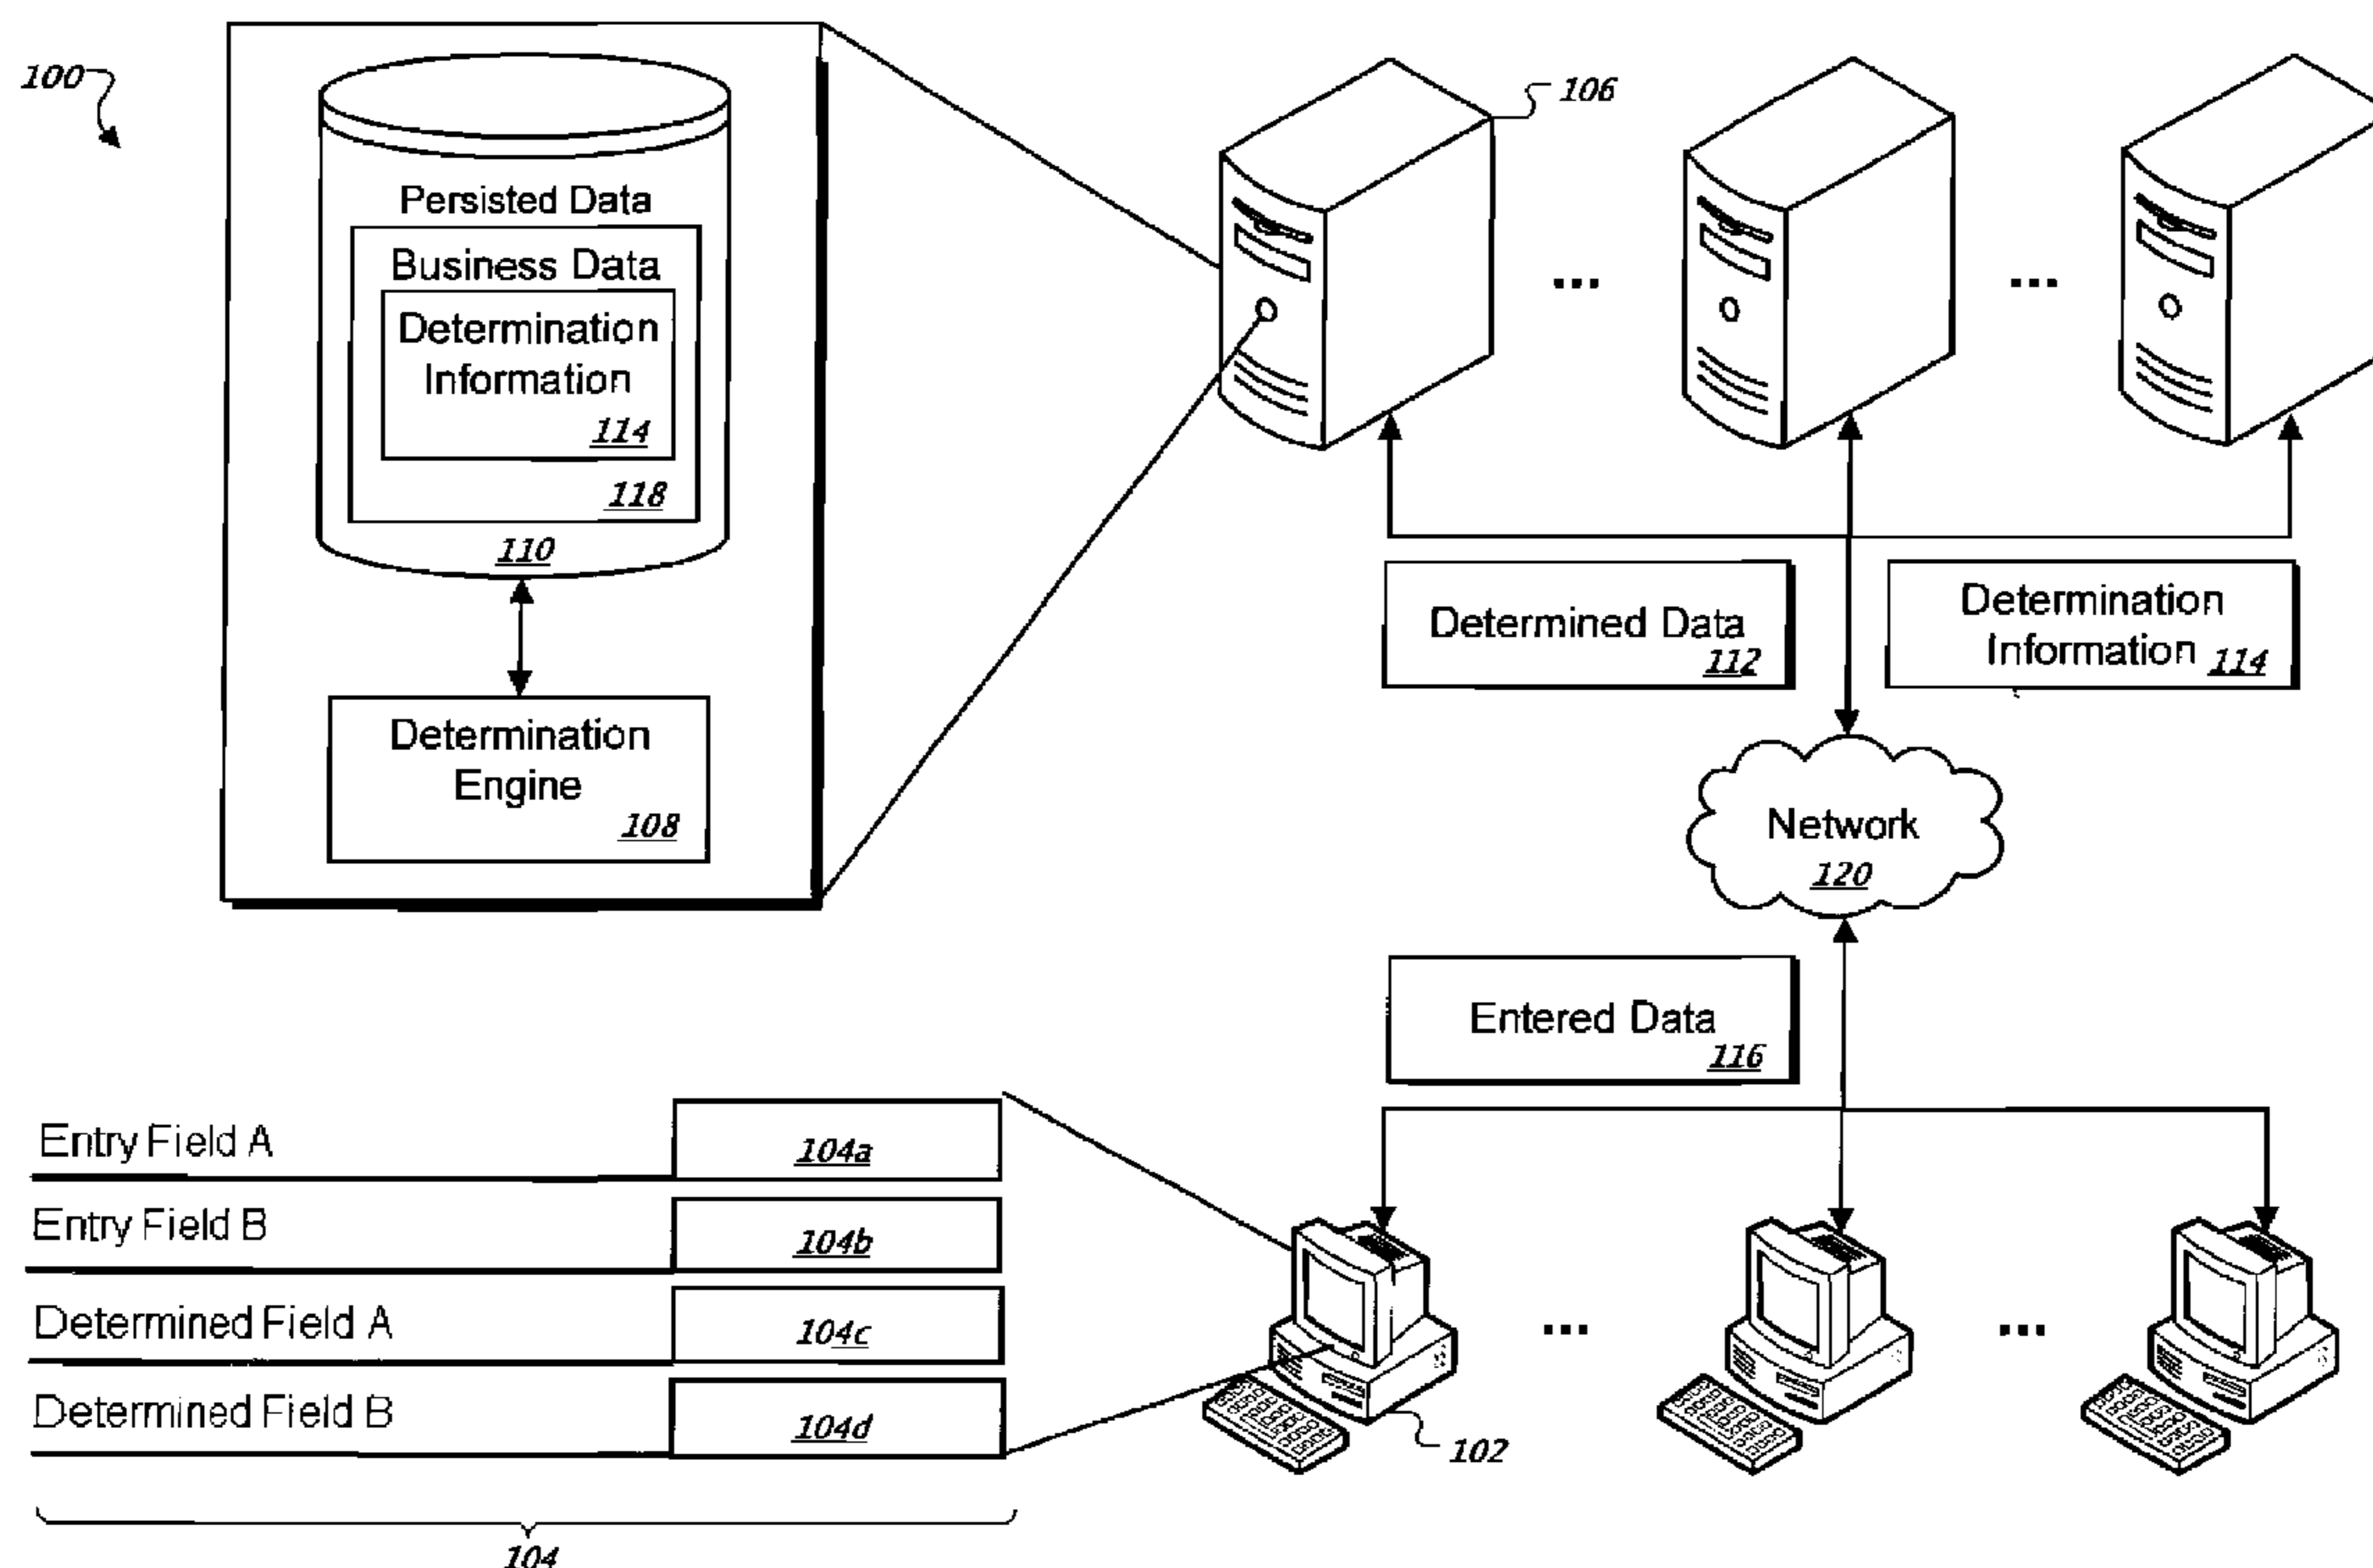 100
Persisted Data
Business Data
Determination
Information
114
118
110
Determination
Engine
108
106
...
...
Determined Data
112
Determination
Information 114
Network
120
Entered Data
116
Entry Field A 104a
Entry Field B 104b
Determined Field A 104c
Determined Field B 104d
104
...
...
102